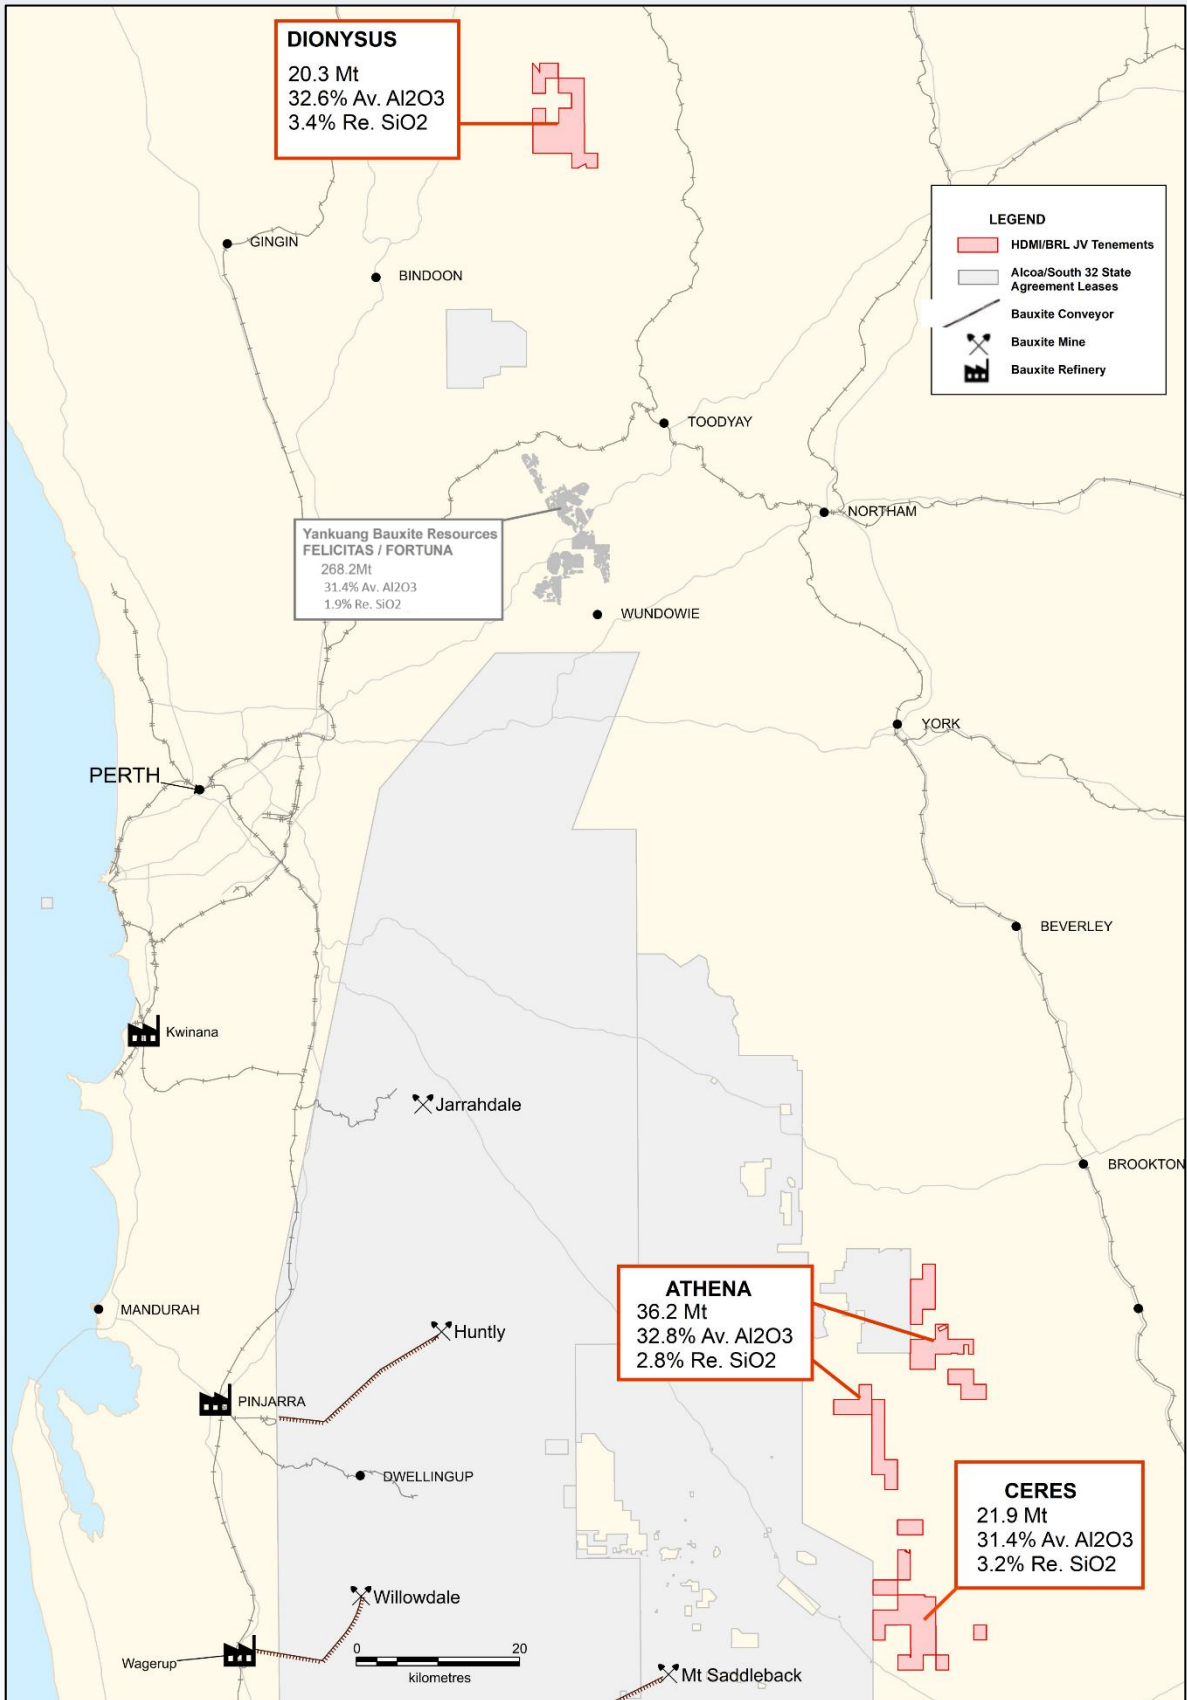 DIONYSUS
20.3 Mt
32.6% Av. Al2O3
3.4% Re. SiO2
LEGEND
HDMI/BRL JV Tenements
Alcoa/South 32 State
Agreement Leases
Bauxite Conveyor
Bauxite Mine
Bauxite Refinery
GINGIN
BINDOON
TOODYAY
NORTHAM
Yankuang Bauxite Resources
FELICITAS / FORTUNA
268.2Mt
31.4% Av. Al2O3
1.9% Re. SiO2
WUNDOWIE
YORK
PERTH
BEVERLEY
Kwinana
Jarrahdale
BROOKTON
ATHENA
36.2 Mt
32.8% Av. Al2O3
2.8% Re. SiO2
MANDURAH
Huntly
PINJARRA
DWELLINGUP
CERES
21.9 Mt
31.4% Av. Al2O3
3.2% Re. SiO2
Willowdale
Wagerup
0 20
kilometres
Mt Saddleback